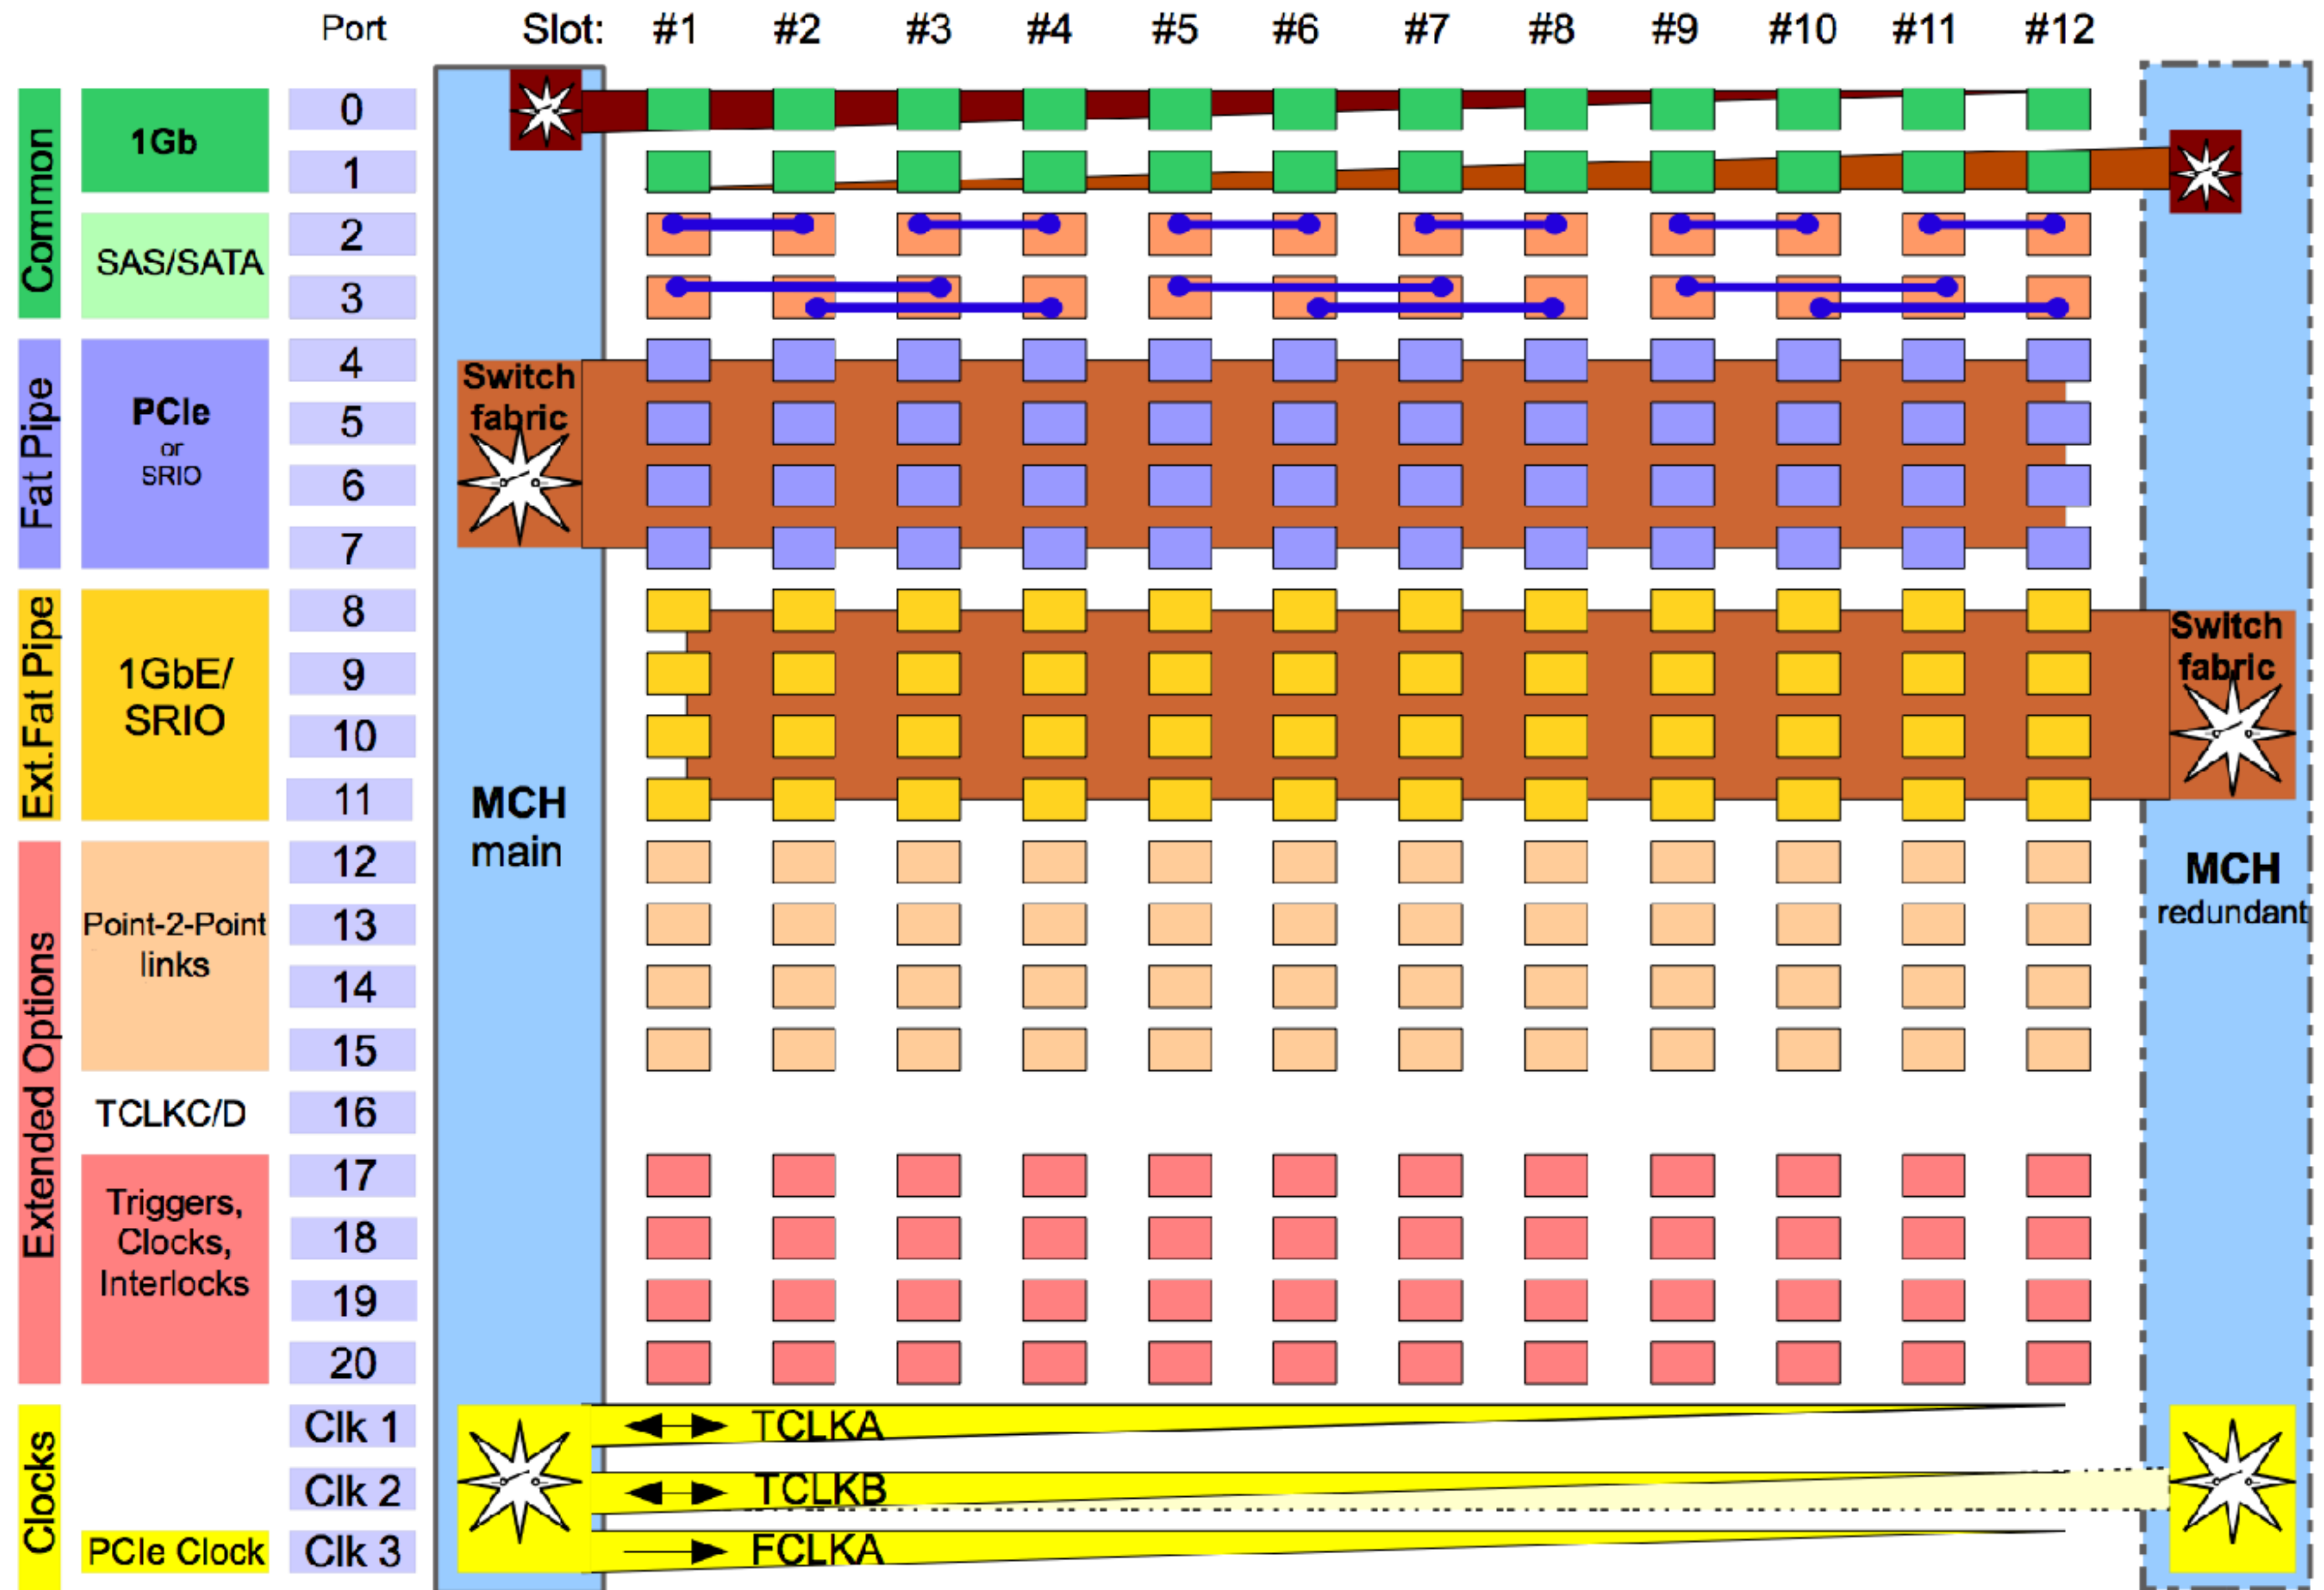 Port Slot: #1 #2 #3 #4 #5 #6 #7 #8 #9 #10 #11 #12
Common
1Gb
0
1
SAS/SATA
2
3
Fat Pipe
PCIe
or
SRIO
4
5
6
7
Switch
fabric
Ext.Fat Pipe
1GbE/
SRIO
8
9
10
11
Switch
fabric
MCH
main
MCH
redundant
Extended Options
Point-2-Point
links
12
13
14
15
TCLKC/D
16
Triggers,
Clocks,
Interlocks
17
18
19
20
Clocks
Clk 1
TCLKA
Clk 2
TCLKB
PCIe Clock
Clk 3
FCLKA